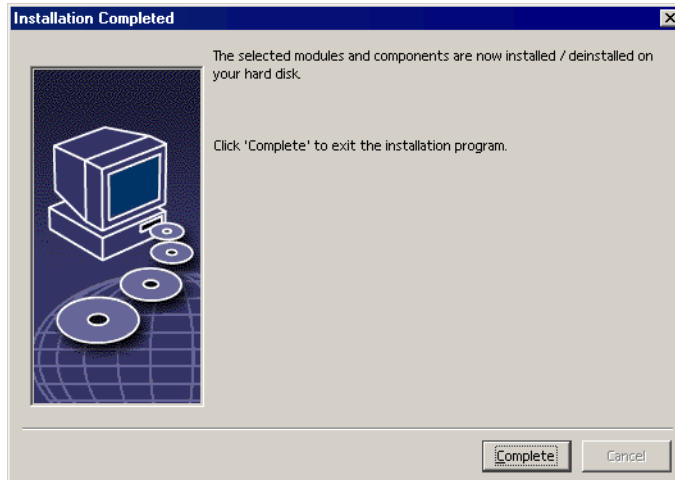 Installation Completed
The selected modules and components are now installed / deinstalled on
your hard disk.
Click 'Complete' to exit the installation program.
Complete
Cancel